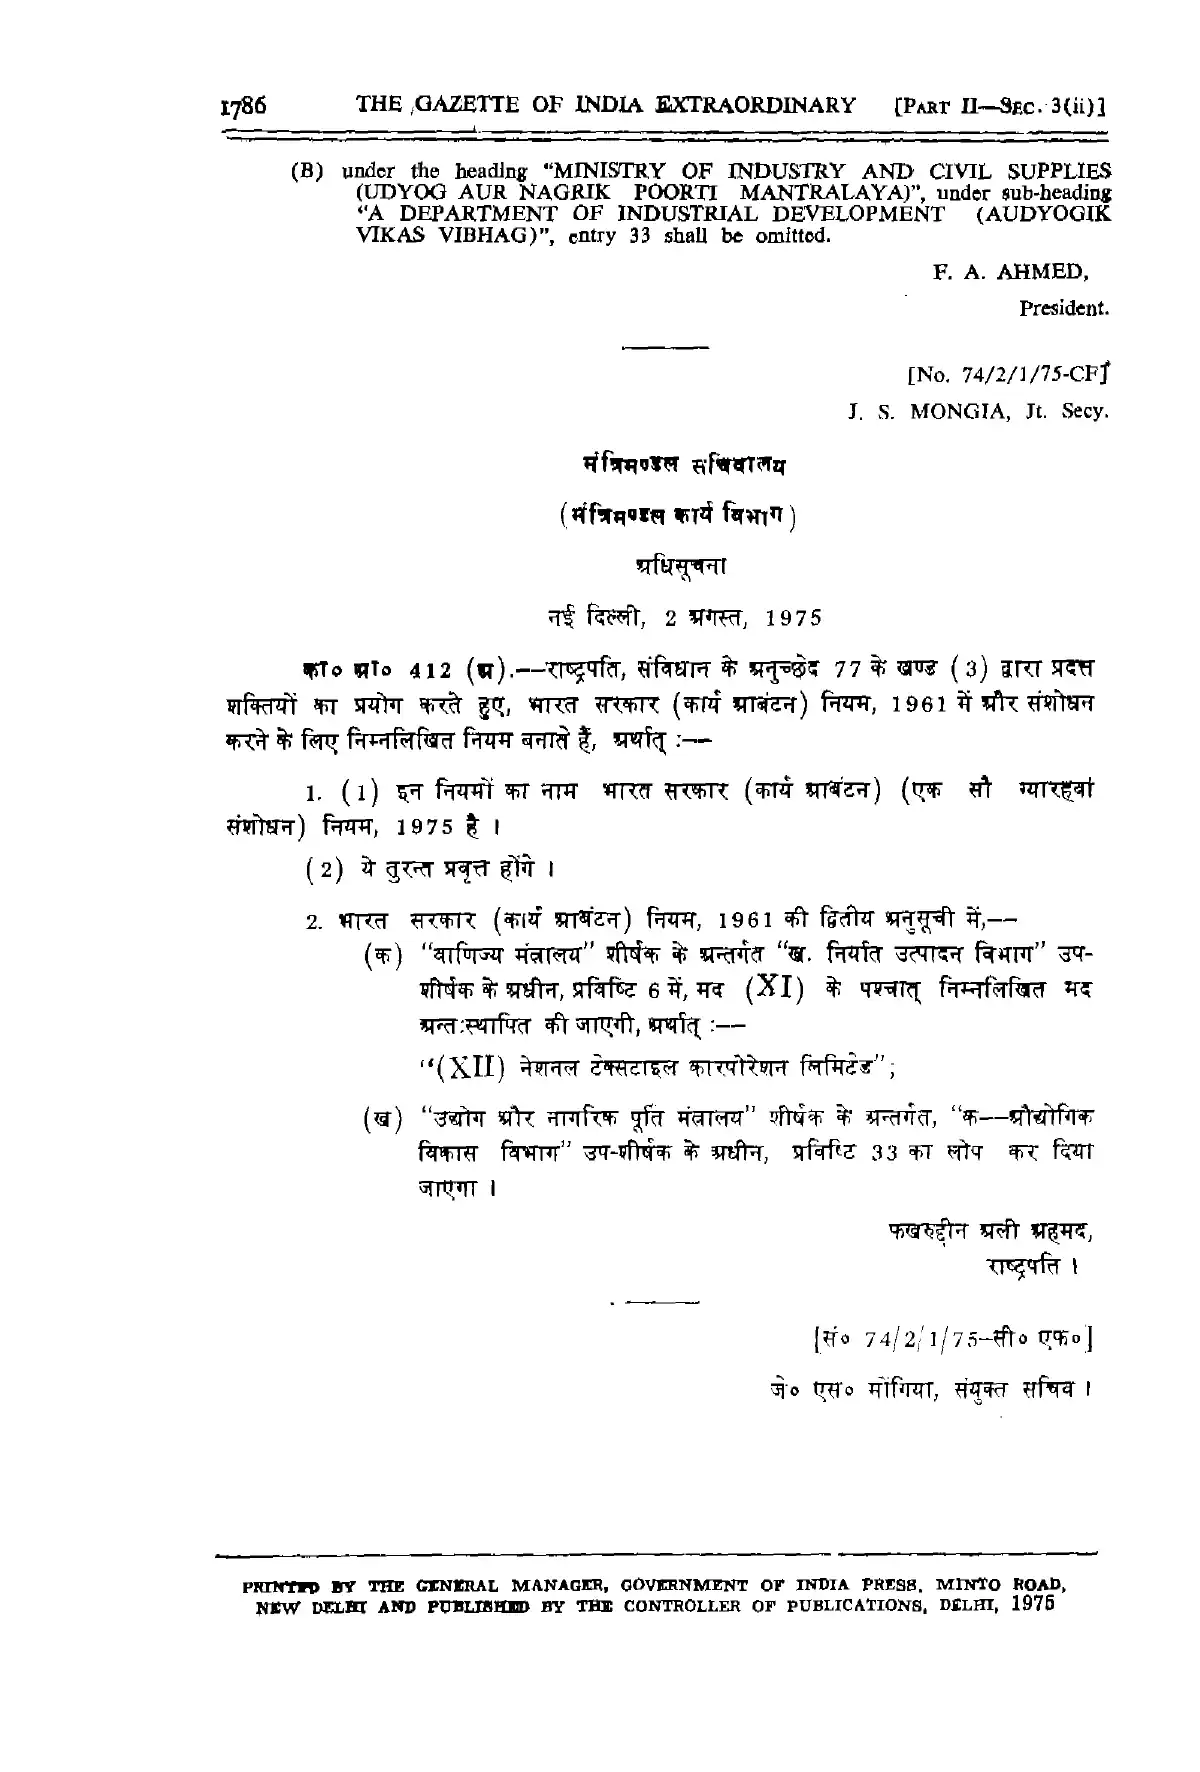 1786 THE GAZETTE OF INDIA EXTRAORDINARY [PART II—SEC. 3(ii)]
(B) under the heading "MINISTRY OF INDUSTRY AND CIVIL SUPPLIES
(UDYOG AUR NAGRIK POORTI MANTRALAYA)", under sub-heading
"A DEPARTMENT OF INDUSTRIAL DEVELOPMENT (AUDYOGIK
VIKAS VIBHAG)", entry 33 shall be omitted.
F. A. AHMED,
President.
[No. 74/2/1/75-CF]
J. S. MONGIA, Jt. Secy.
मंत्रिमण्डल सचिवालय
(मंत्रिमण्डल कार्य विभाग)
अधिसूचना
नई दिल्ली, 2 अगस्त, 1975
का० आ० 412 (अ).—राष्ट्रपति, संविधान के अनुच्छेद 77 के खण्ड (3) द्वारा प्रदत्त
शक्तियों का प्रयोग करते हुए, भारत सरकार (कार्य आबंटन) नियम, 1961 में और संशोधन
करने के लिए निम्नलिखित नियम बनाते हैं, अर्थात् :—
1. (1) इन नियमों का नाम भारत सरकार (कार्य आबंटन) (एक सौ ग्यारहवां
संशोधन) नियम, 1975 है ।
(2) ये तुरन्त प्रवृत्त होंगे ।
2. भारत सरकार (कार्य आबंटन) नियम, 1961 की द्वितीय अनुसूची में,—
(क) "वाणिज्य मंत्रालय" शीर्षक के अन्तर्गत "ख. निर्यात उत्पादन विभाग" उप-
शीर्षक के अधीन, प्रविष्टि 6 में, मद (XI) के पश्चात् निम्नलिखित मद
अन्त:स्थापित की जाएगी, अर्थात् :—
"(XII) नेशनल टेक्सटाइल कारपोरेशन लिमिटेड";
(ख) "उद्योग और नागरिक पूर्ति मंत्रालय" शीर्षक के अन्तर्गत, "क—औद्योगिक
विकास विभाग" उप-शीर्षक के अधीन, प्रविष्टि 33 का लोप कर दिया
जाएगा ।
फखरुद्दीन अली अहमद,
राष्ट्रपति ।
[सं० 74/2/1/75–सी० एफ०]
जे० एस० मोंगिया, संयुक्त सचिव ।
PRINTED BY THE GENERAL MANAGER, GOVERNMENT OF INDIA PRESS, MINTO ROAD,
NEW DELHI AND PUBLISHED BY THE CONTROLLER OF PUBLICATIONS, DELHI, 1975